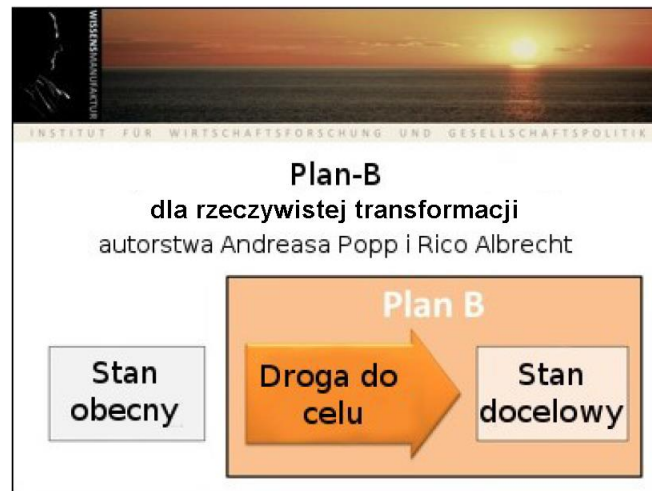 WISSENSMANUFAKTUR
INSTITUT FÜR WIRTSCHAFTSFORSCHUNG UND GESELLSCHAFTSPOLITIK
Plan-B
dla rzeczywistej transformacji
autorstwa Andreasa Popp i Rico Albrecht
Plan B
Stan
obecny
Droga do
celu
Stan
docelowy